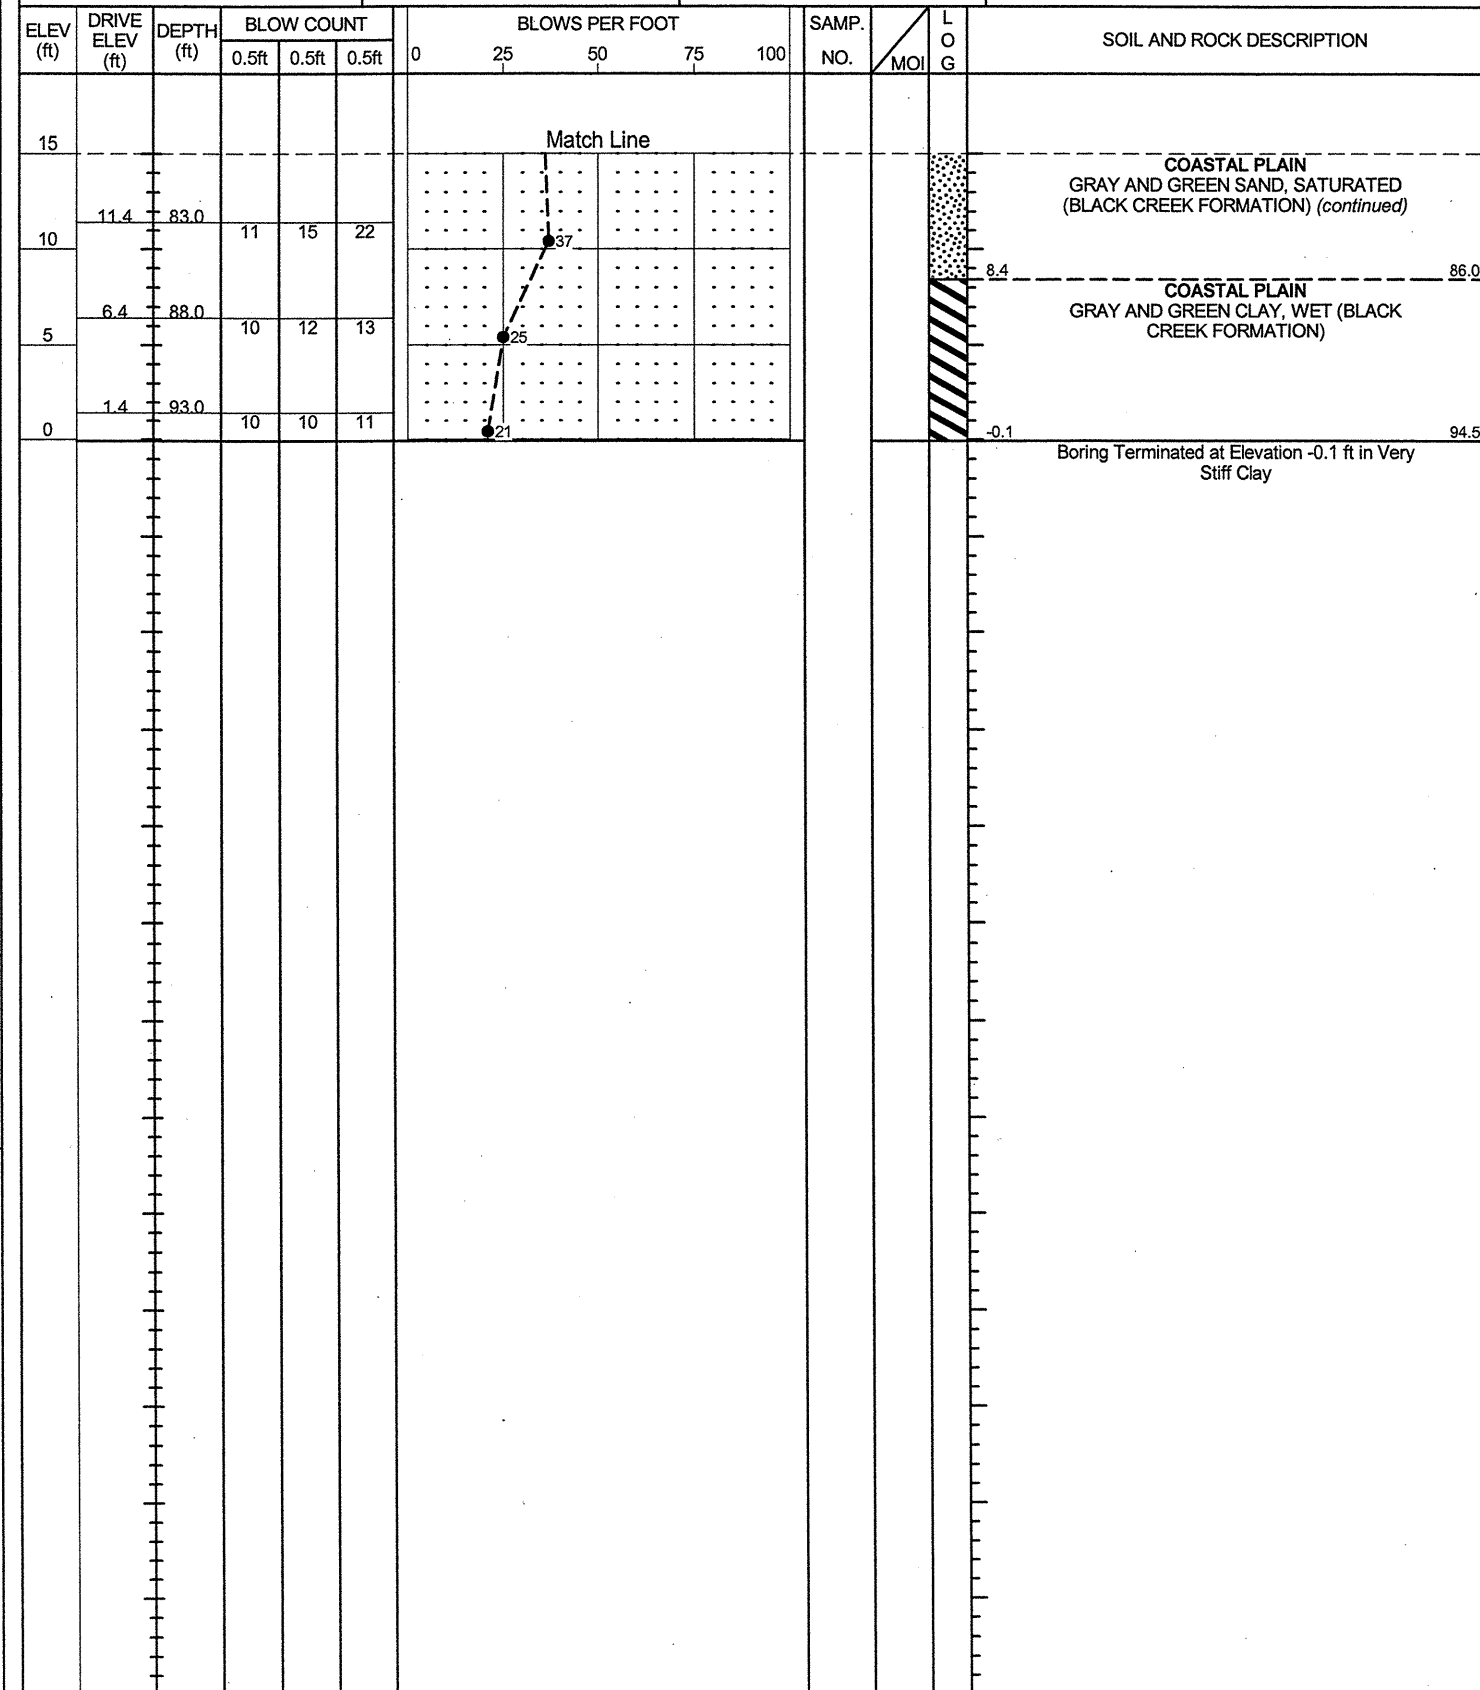 ELEV (ft) DRIVE ELEV (ft) DEPTH (ft) BLOW COUNT BLOWS PER FOOT SAMP. NO. MOI LOG SOIL AND ROCK DESCRIPTION
0.5ft 0.5ft 0.5ft 0 25 50 75 100
15 Match Line
COASTAL PLAIN
GRAY AND GREEN SAND, SATURATED
(BLACK CREEK FORMATION) (continued)
11.4 83.0 11 15 22
10 37
8.4 86.0
COASTAL PLAIN
GRAY AND GREEN CLAY, WET (BLACK
CREEK FORMATION)
6.4 88.0 10 12 13
5 25
1.4 93.0 10 10 11
0 21
-0.1 94.5
Boring Terminated at Elevation -0.1 ft in Very
Stiff Clay